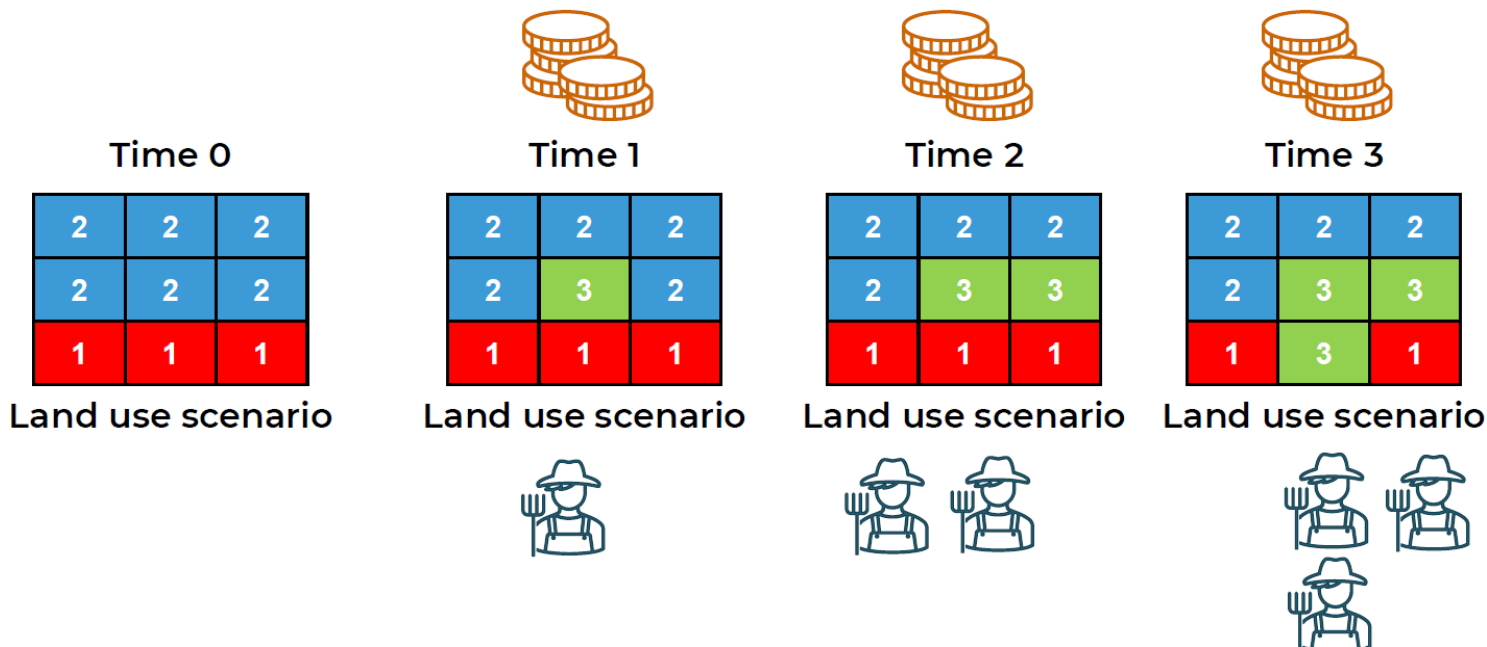 Time 0 Time 1 Time 2 Time 3
2 2 2 2 2 2 2 2 2 2 2 2
2 2 2 2 3 2 2 3 3 2 3 3
1 1 1 1 1 1 1 1 1 1 3 1
Land use scenario Land use scenario Land use scenario Land use scenario